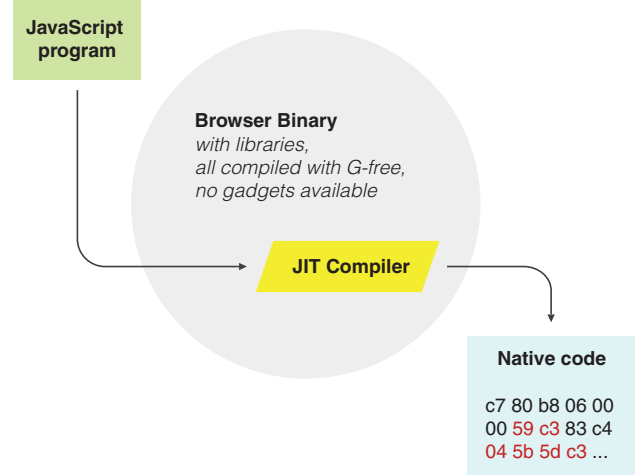 JavaScript
program
Browser Binary
with libraries,
all compiled with G-free,
no gadgets available
JIT Compiler
Native code
c7 80 b8 06 00
00 59 c3 83 c4
04 5b 5d c3 ...